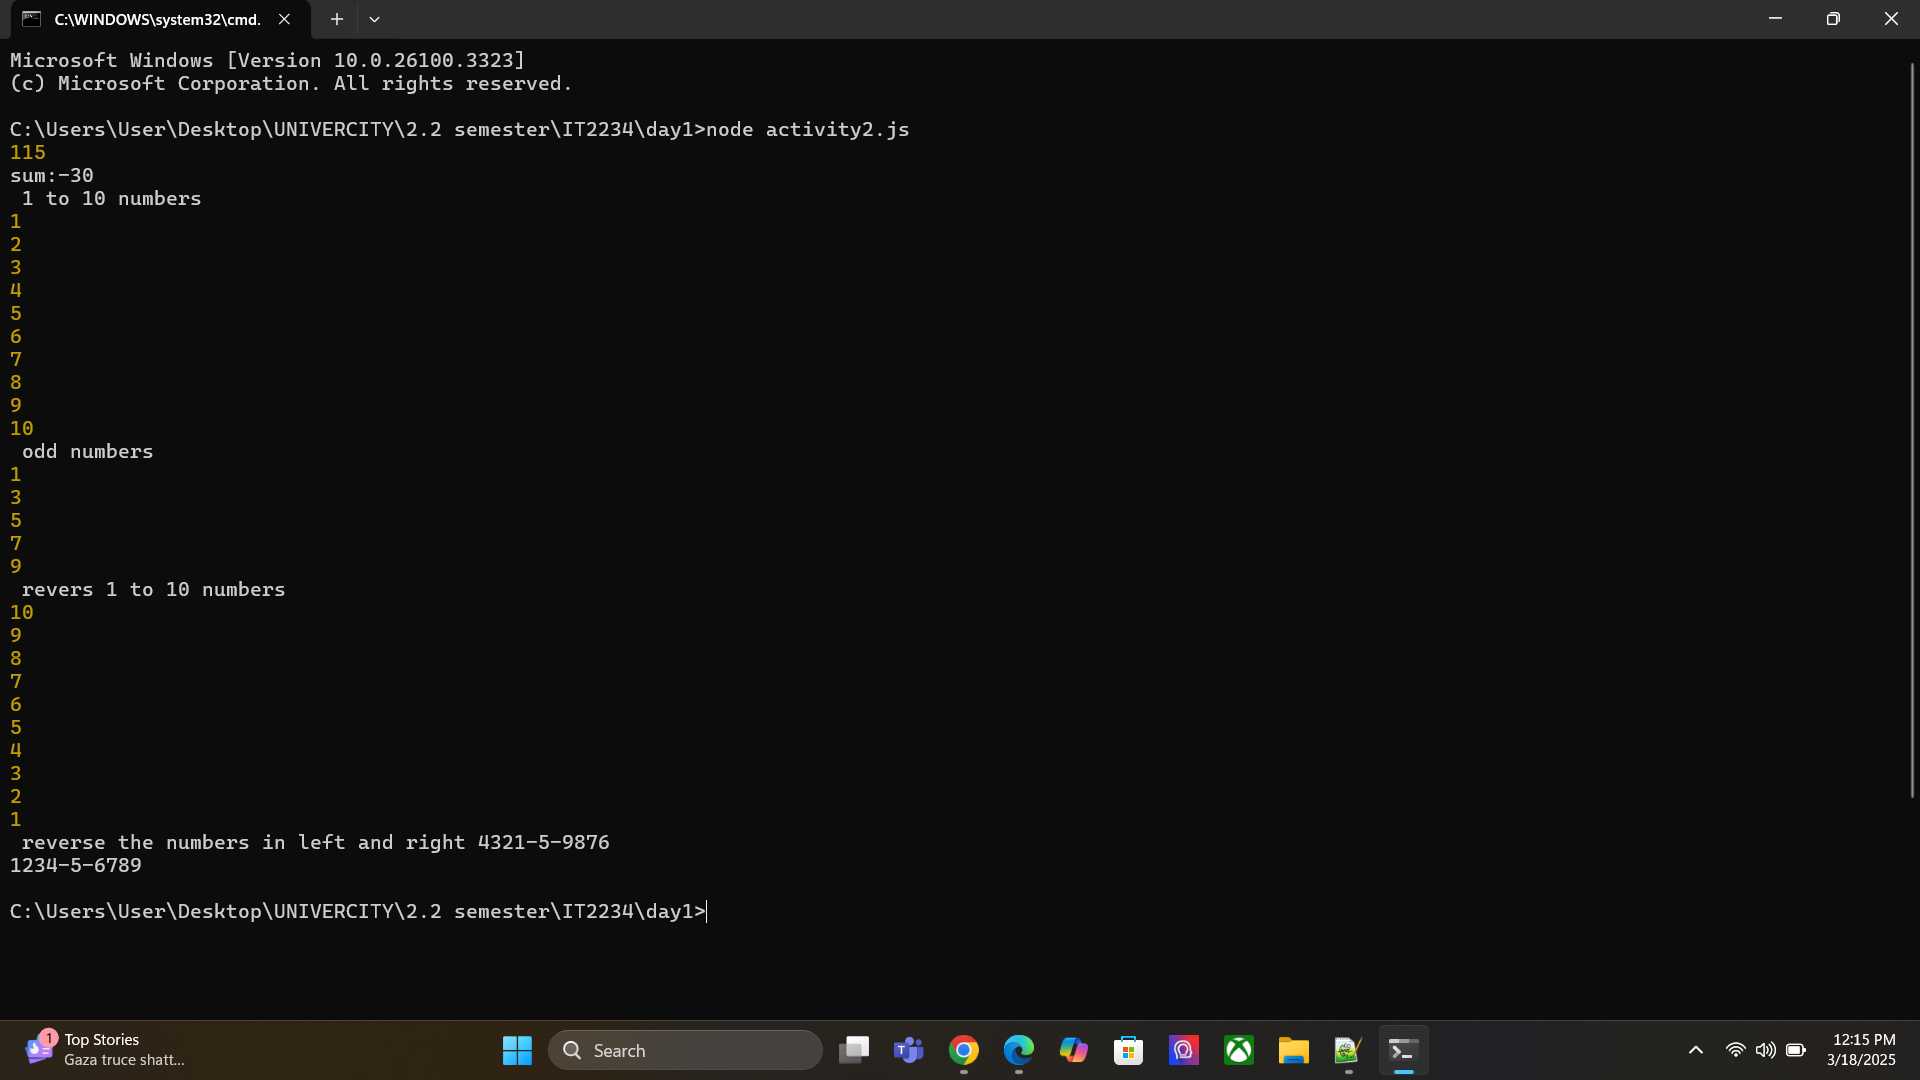 C:\WINDOWS\system32\cmd.
Microsoft Windows [Version 10.0.26100.3323]
(c) Microsoft Corporation. All rights reserved.
C:\Users\User\Desktop\UNIVERCITY\2.2 semester\IT2234\day1>node activity2.js
115
sum:-30
1 to 10 numbers
1
2
3
4
5
6
7
8
9
10
odd numbers
1
3
5
7
9
revers 1 to 10 numbers
10
9
8
7
6
5
4
3
2
1
reverse the numbers in left and right 4321-5-9876
1234-5-6789
C:\Users\User\Desktop\UNIVERCITY\2.2 semester\IT2234\day1>
1
Top Stories
Gaza truce shatt...
Search
12:15 PM
3/18/2025